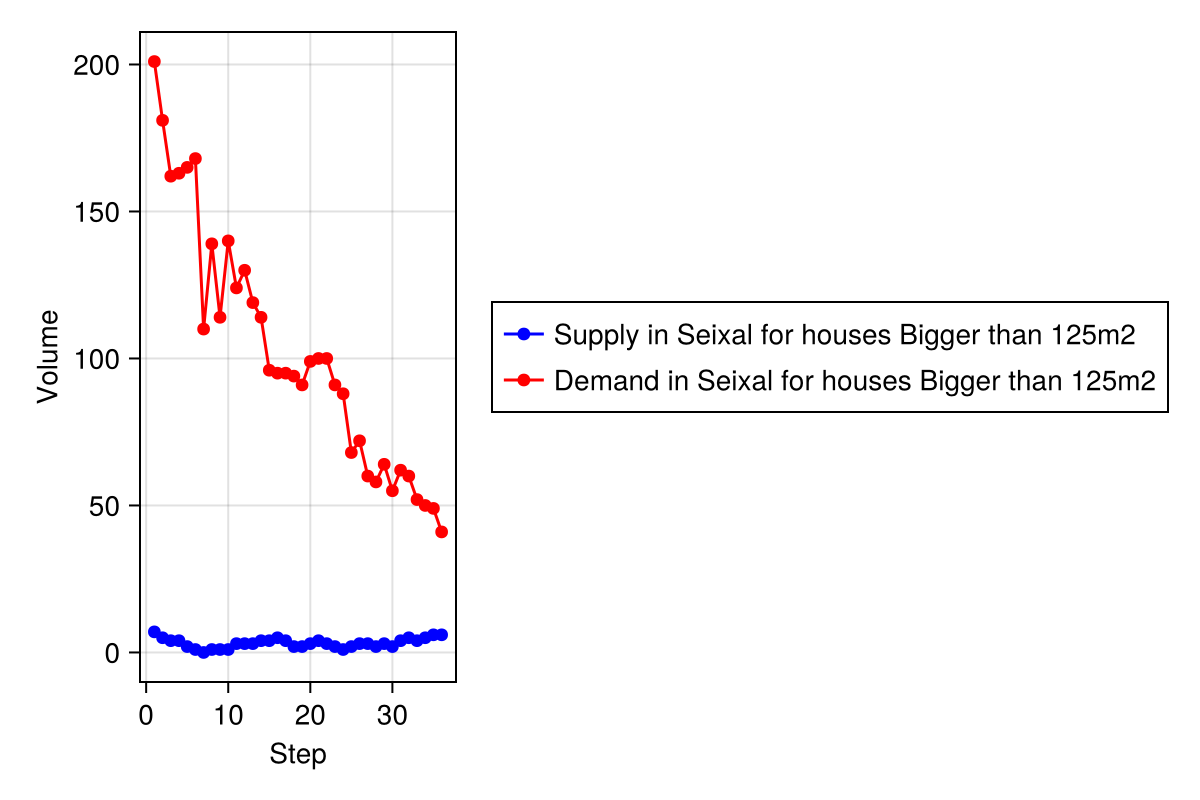 200
150
100
50
0
Volume
0 10 20 30
Step
Supply in Seixal for houses Bigger than 125m2
Demand in Seixal for houses Bigger than 125m2